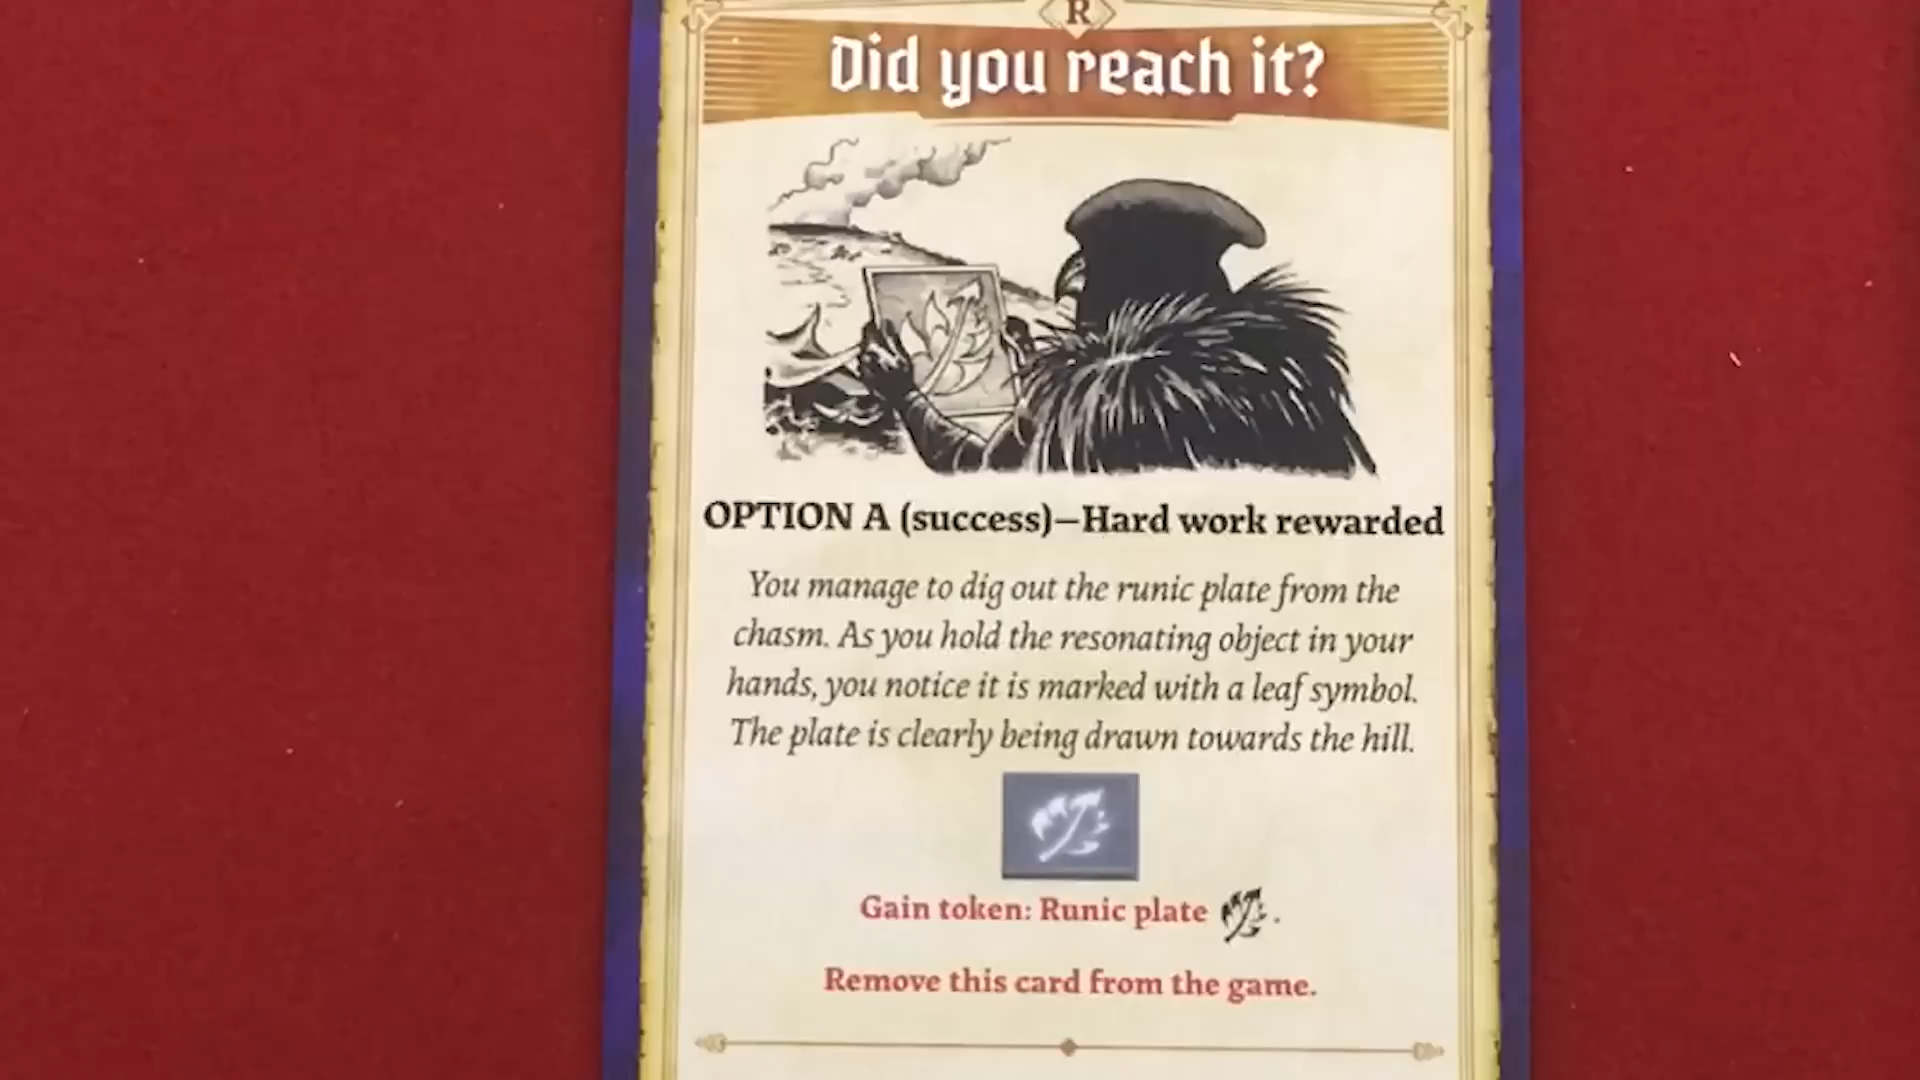 R
Did you reach it?
OPTION A (success)—Hard work rewarded
You manage to dig out the runic plate from the
chasm. As you hold the resonating object in your
hands, you notice it is marked with a leaf symbol.
The plate is clearly being drawn towards the hill.
Gain token: Runic plate .
Remove this card from the game.